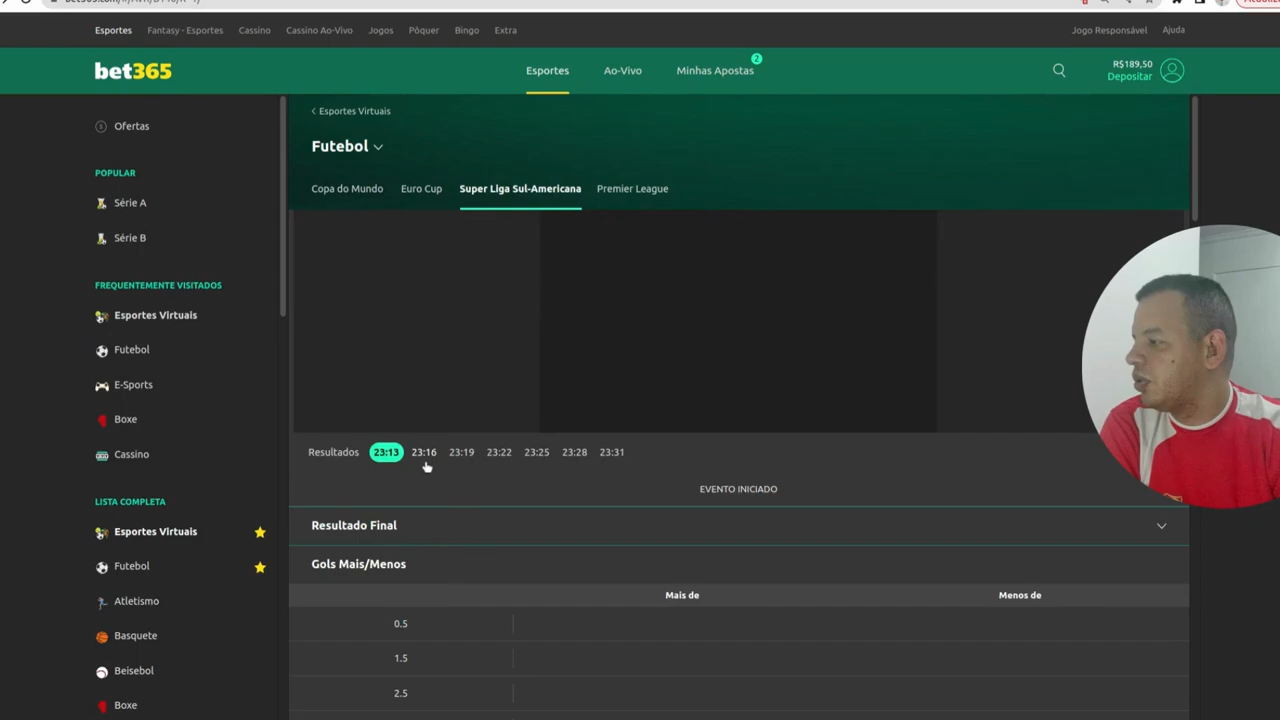 Esportes Fantasy - Esportes Cassino Cassino Ao-Vivo Jogos Pôquer Bingo Extra Jogo Responsável Ajuda
bet365 Esportes Ao-Vivo Minhas Apostas 2 R$189,50
Depositar
Ofertas
POPULAR
Série A
Série B
FREQUENTEMENTE VISITADOS
Esportes Virtuais
Futebol
E-Sports
Boxe
Cassino
LISTA COMPLETA
Esportes Virtuais
Futebol
Atletismo
Basquete
Beisebol
Boxe
Esportes Virtuais
Futebol
Copa do Mundo Euro Cup Super Liga Sul-Americana Premier League
Resultados 23:13 23:16 23:19 23:22 23:25 23:28 23:31
EVENTO INICIADO
Resultado Final
Gols Mais/Menos
Mais de Menos de
0.5
1.5
2.5